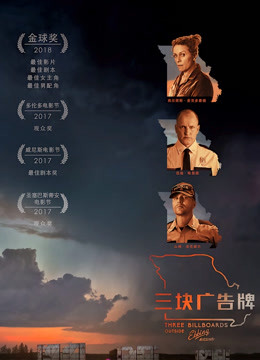 金球奖
2018
最佳影片
最佳剧本
最佳女主角
最佳男配角
多伦多电影节
2017
观众奖
威尼斯电影节
2017
最佳剧本奖
圣塞巴斯蒂安
电影节
2017
观众奖
三块广告牌
THREE BILLBOARDS
OUTSIDE
Ebbing
MISSOURI